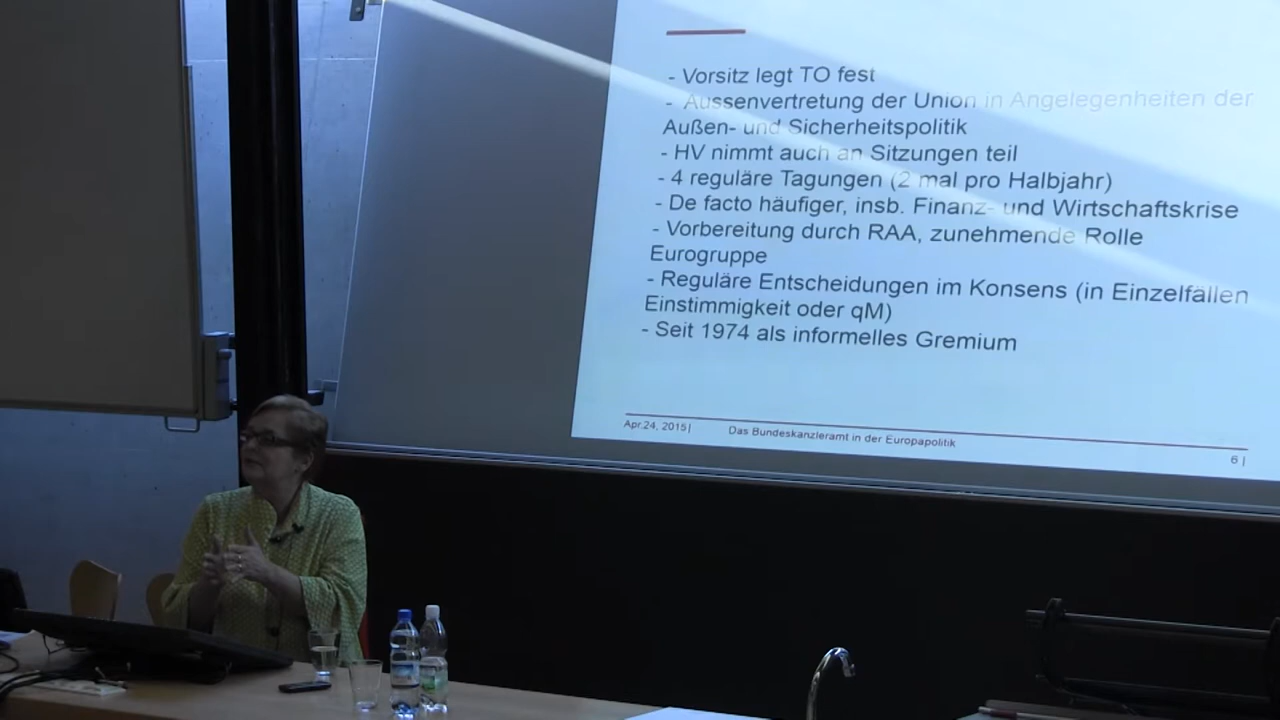 - Vorsitz legt TO fest
- Aussenvertretung der Union in Angelegenheiten der
Außen- und Sicherheitspolitik
- HV nimmt auch an Sitzungen teil
- 4 reguläre Tagungen (2 mal pro Halbjahr)
- De facto häufiger, insb. Finanz- und Wirtschaftskrise
- Vorbereitung durch RAA, zunehmende Rolle
Eurogruppe
- Reguläre Entscheidungen im Konsens (in Einzelfällen
Einstimmigkeit oder qM)
- Seit 1974 als informelles Gremium
Apr.24, 2015| Das Bundeskanzleramt in der Europapolitik 6 |